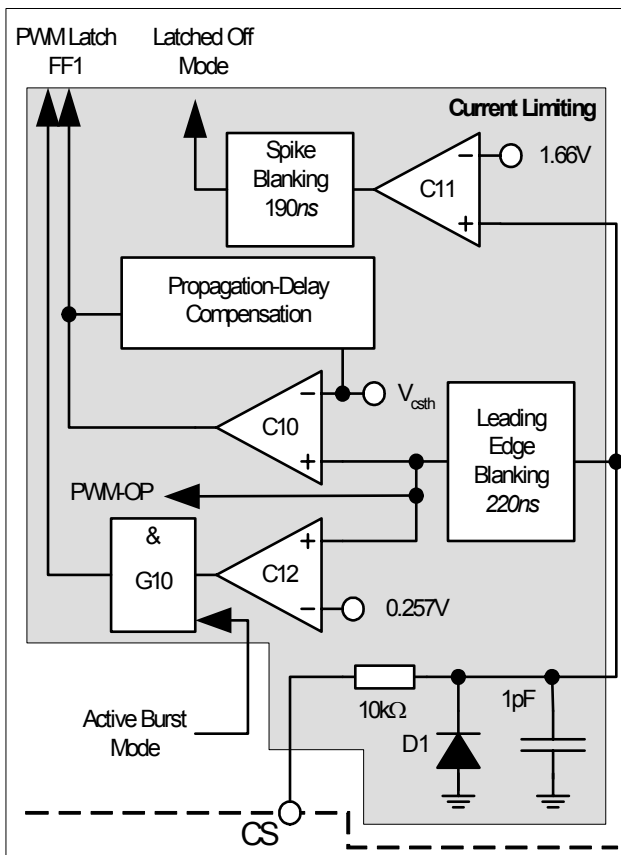 PWM Latch
FF1
Latched Off
Mode
Current Limiting
Spike
Blanking
190ns
C11
1.66V
Propagation-Delay
Compensation
C10
Vcsth
Leading
Edge
Blanking
220ns
PWM-OP
&
G10
C12
0.257V
Active Burst
Mode
10kΩ
D1
1pF
CS